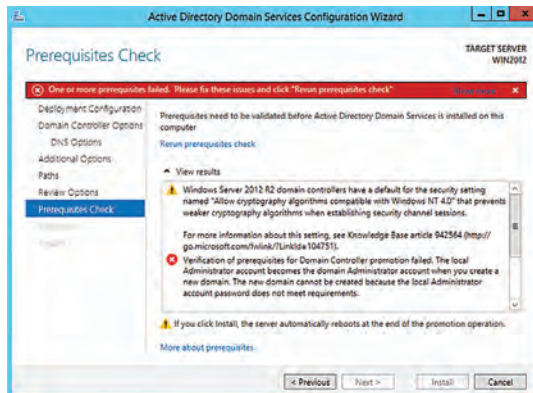 Active Directory Domain Services Configuration Wizard
Prerequisites Check
TARGET SERVER
WIN2012
One or more prerequisites failed. Please fix these issues and click "Rerun prerequisites check"
Deployment Configuration
Domain Controller Options
DNS Options
Additional Options
Paths
Review Options
Prerequisites Check
Prerequisites need to be validated before Active Directory Domain Services is installed on this
computer
Rerun prerequisites check
View results
Windows Server 2012 R2 domain controllers have a default for the security setting
named "Allow cryptography algorithms compatible with Windows NT 4.0" that prevents
weaker cryptography algorithms when establishing security channel sessions.
For more information about this setting, see Knowledge Base article 942564 (http://
go.microsoft.com/fwlink/?LinkId=104751).
Verification of prerequisites for Domain Controller promotion failed. The local
Administrator account becomes the domain Administrator account when you create a
new domain. The new domain cannot be created because the local Administrator
account password does not meet requirements.
If you click Install, the server automatically reboots at the end of the promotion operation.
More about prerequisites
< Previous
Next >
Install
Cancel